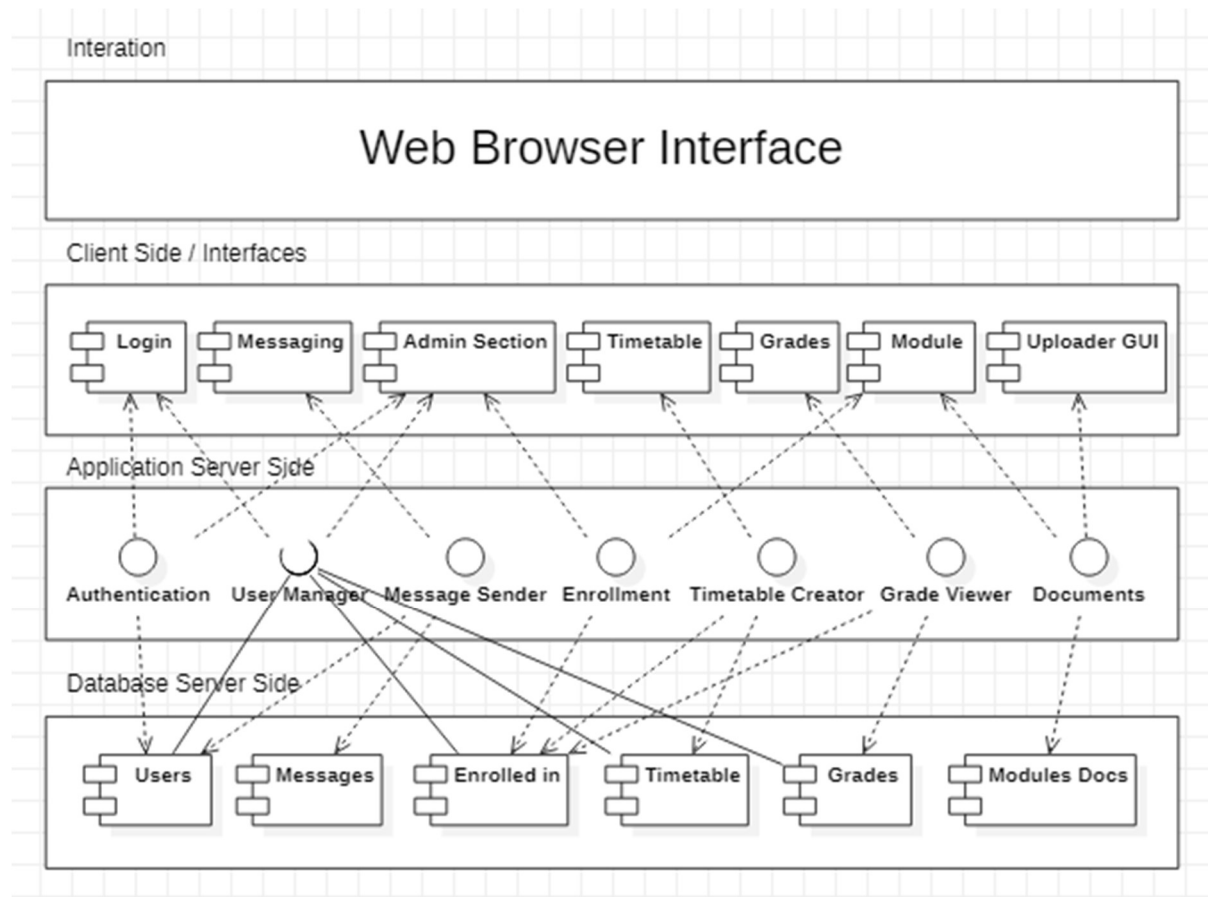 Interation
Web Browser Interface
Client Side / Interfaces
Login
Messaging
Admin Section
Timetable
Grades
Module
Uploader GUI
Application Server Side
Authentication
User Manager
Message Sender
Enrollment
Timetable Creator
Grade Viewer
Documents
Database Server Side
Users
Messages
Enrolled in
Timetable
Grades
Modules Docs